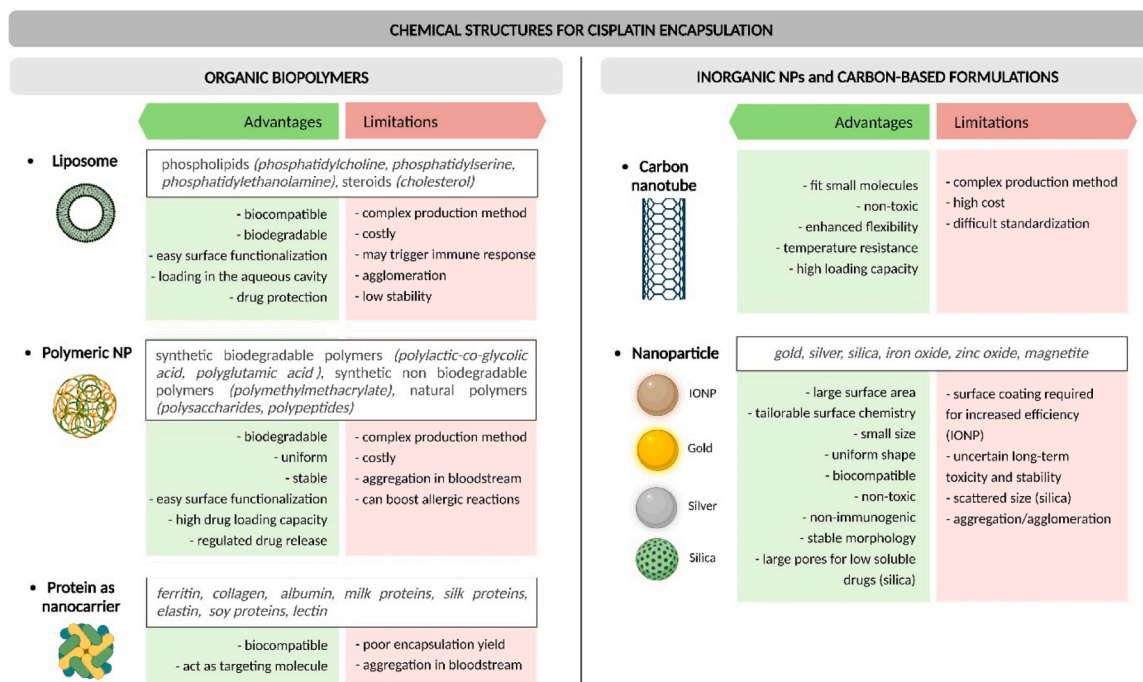 CHEMICAL STRUCTURES FOR CISPLATIN ENCAPSULATION
ORGANIC BIOPOLYMERS
Advantages
Limitations
• Liposome
phospholipids (phosphatidylcholine, phosphatidylserine,
phosphatidylethanolamine), steroids (cholesterol)
- biocompatible
- biodegradable
- easy surface functionalization
- loading in the aqueous cavity
- drug protection
- complex production method
- costly
- may trigger immune response
- agglomeration
- low stability
• Polymeric NP
synthetic biodegradable polymers (polylactic-co-glycolic
acid, polyglutamic acid ), synthetic non biodegradable
polymers (polymethylmethacrylate), natural polymers
(polysaccharides, polypeptides)
- biodegradable
- uniform
- stable
- easy surface functionalization
- high drug loading capacity
- regulated drug release
- complex production method
- costly
- aggregation in bloodstream
- can boost allergic reactions
• Protein as
nanocarrier
ferritin, collagen, albumin, milk proteins, silk proteins,
elastin, soy proteins, lectin
- biocompatible
- act as targeting molecule
- poor encapsulation yield
- aggregation in bloodstream
INORGANIC NPs and CARBON-BASED FORMULATIONS
Advantages
Limitations
• Carbon
nanotube
- fit small molecules
- non-toxic
- enhanced flexibility
- temperature resistance
- high loading capacity
- complex production method
- high cost
- difficult standardization
• Nanoparticle
gold, silver, silica, iron oxide, zinc oxide, magnetite
IONP
Gold
Silver
Silica
- large surface area
- tailorable surface chemistry
- small size
- uniform shape
- biocompatible
- non-toxic
- non-immunogenic
- stable morphology
- large pores for low soluble
drugs (silica)
- surface coating required
for increased efficiency
(IONP)
- uncertain long-term
toxicity and stability
- scattered size (silica)
- aggregation/agglomeration